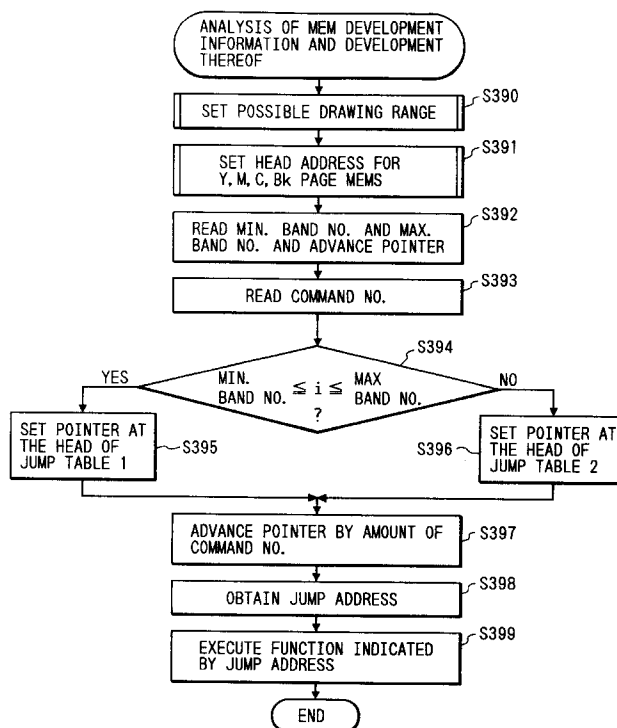 ANALYSIS OF MEM DEVELOPMENT
INFORMATION AND DEVELOPMENT
THEREOF
S390
SET POSSIBLE DRAWING RANGE
S391
SET HEAD ADDRESS FOR
Y, M, C, Bk PAGE MEMS
S392
READ MIN. BAND NO. AND MAX.
BAND NO. AND ADVANCE POINTER
S393
READ COMMAND NO.
S394
YES
NO
MIN. MAX
BAND NO. ≦ i ≦ BAND NO.
?
SET POINTER AT
THE HEAD OF
JUMP TABLE 1
S395
S396
SET POINTER AT
THE HEAD OF
JUMP TABLE 2
S397
ADVANCE POINTER BY AMOUNT OF
COMMAND NO.
S398
OBTAIN JUMP ADDRESS
S399
EXECUTE FUNCTION INDICATED
BY JUMP ADDRESS
END